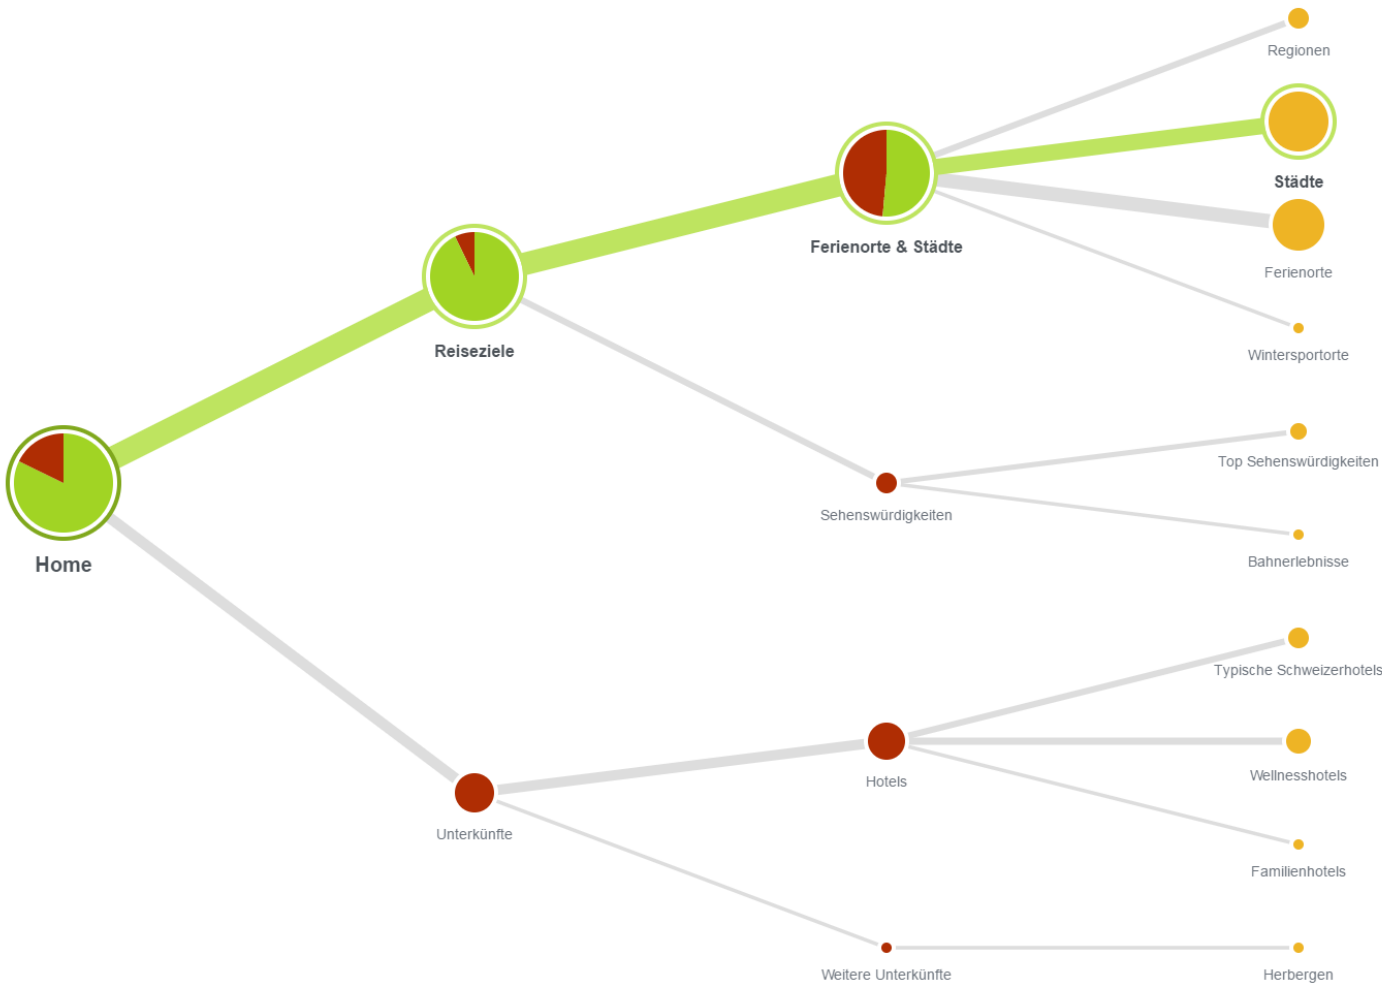 Regionen
Städte
Ferienorte & Städte
Ferienorte
Reiseziele
Wintersportorte
Top Sehenswürdigkeiten
Sehenswürdigkeiten
Bahnerlebnisse
Home
Typische Schweizerhotels
Hotels
Wellnesshotels
Unterkünfte
Familienhotels
Weitere Unterkünfte
Herbergen